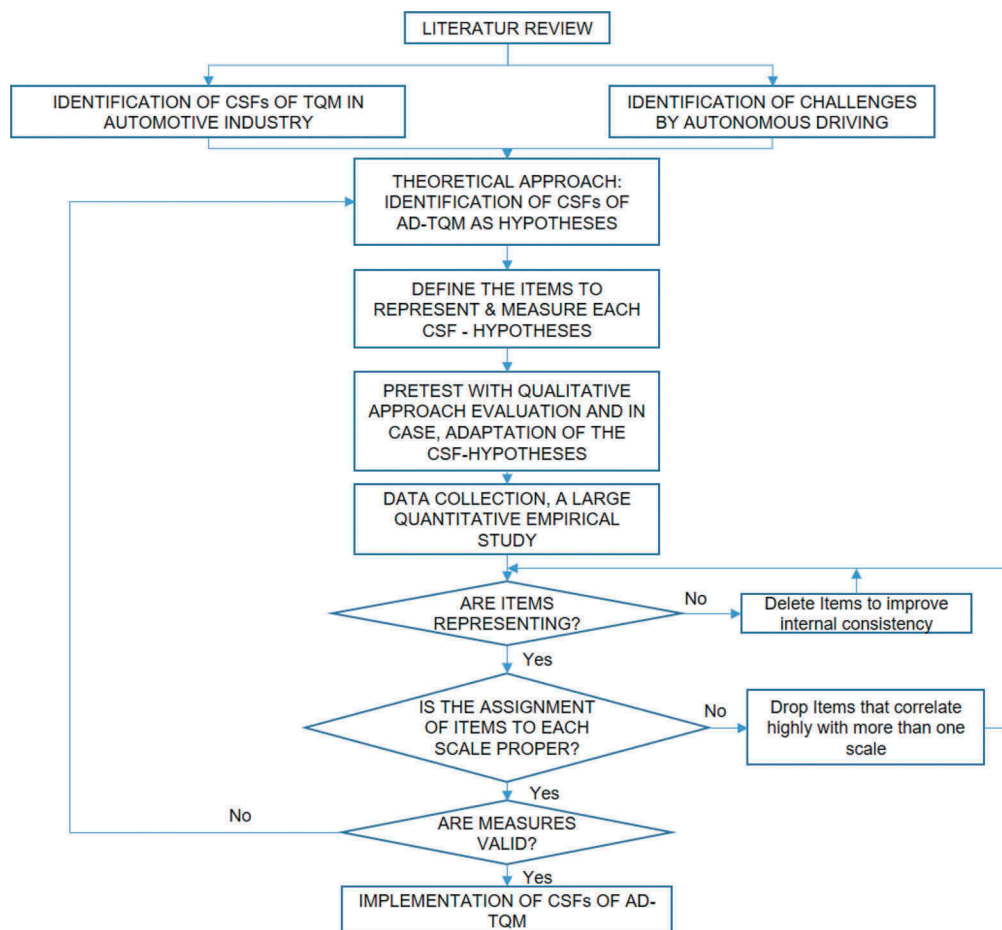 LITERATUR REVIEW
IDENTIFICATION OF CSFs OF TQM IN
AUTOMOTIVE INDUSTRY
IDENTIFICATION OF CHALLENGES
BY AUTONOMOUS DRIVING
THEORETICAL APPROACH:
IDENTIFICATION OF CSFs OF
AD-TQM AS HYPOTHESES
DEFINE THE ITEMS TO
REPRESENT & MEASURE EACH
CSF - HYPOTHESES
PRETEST WITH QUALITATIVE
APPROACH EVALUATION AND IN
CASE, ADAPTATION OF THE
CSF-HYPOTHESES
DATA COLLECTION, A LARGE
QUANTITATIVE EMPIRICAL
STUDY
ARE ITEMS
REPRESENTING?
No
Delete Items to improve
internal consistency
Yes
IS THE ASSIGNMENT
OF ITEMS TO EACH
SCALE PROPER?
No
Drop Items that correlate
highly with more than one
scale
Yes
No
ARE MEASURES
VALID?
Yes
IMPLEMENTATION OF CSFs OF AD-
TQM